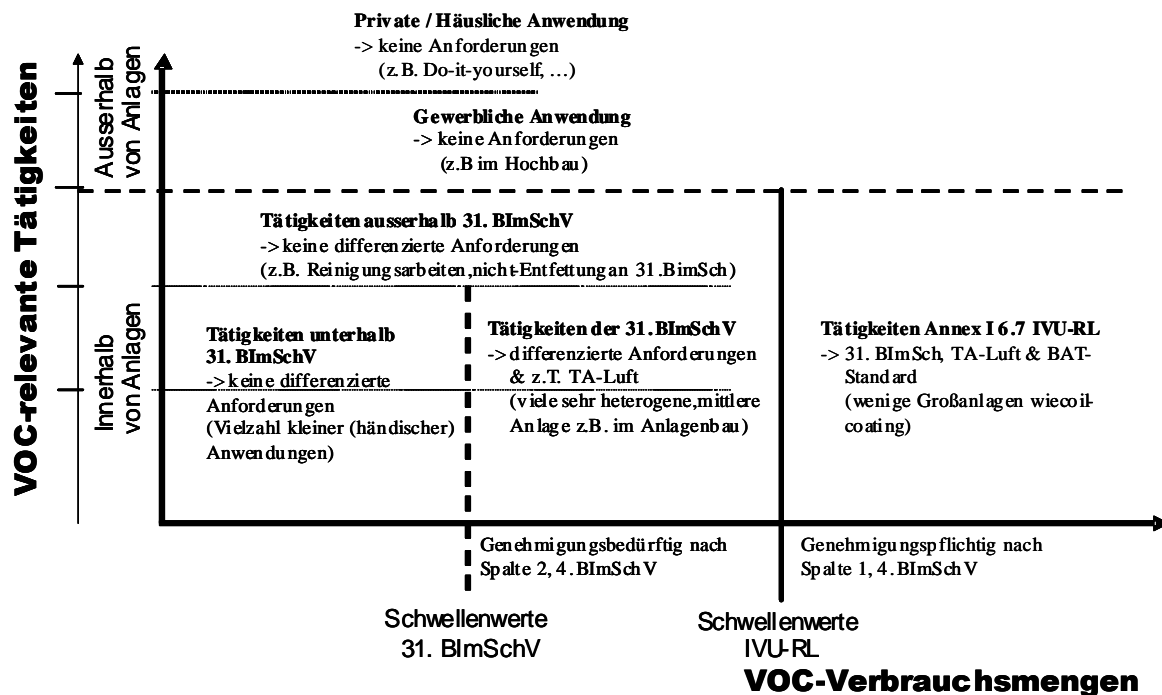 Private / Häusliche Anwendung
-> keine Anforderungen
(z.B. Do-it-yourself, …)
Gewerbliche Anwendung
-> keine Anforderungen
(z.B im Hochbau)
Tätigkeiten ausserhalb 31. BImSchV
-> keine differenzierte Anforderungen
(z.B. Reinigungsarbeiten,nicht-Entfettung an 31.BimSch)
Tätigkeiten unterhalb
31. BImSchV
-> keine differenzierte
Anforderungen
(Vielzahl kleiner (händischer)
Anwendungen)
Tätigkeiten der 31. BImSchV
-> differenzierte Anforderungen
& z.T. TA-Luft
(viele sehr heterogene,mittlere
Anlage z.B. im Anlagenbau)
Tätigkeiten Annex I 6.7 IVU-RL
-> 31. BImSch, TA-Luft & BAT-
Standard
(wenige Großanlagen wie coil-
coating)
VOC-relevante Tätigkeiten
Ausserhalb
von Anlagen
Innerhalb
von Anlagen
Genehmigungsbedürftig nach
Spalte 2, 4. BImSchV
Genehmigungspflichtig nach
Spalte 1, 4. BImSchV
Schwellenwerte
31. BImSchV
Schwellenwerte
IVU-RL
VOC-Verbrauchsmengen